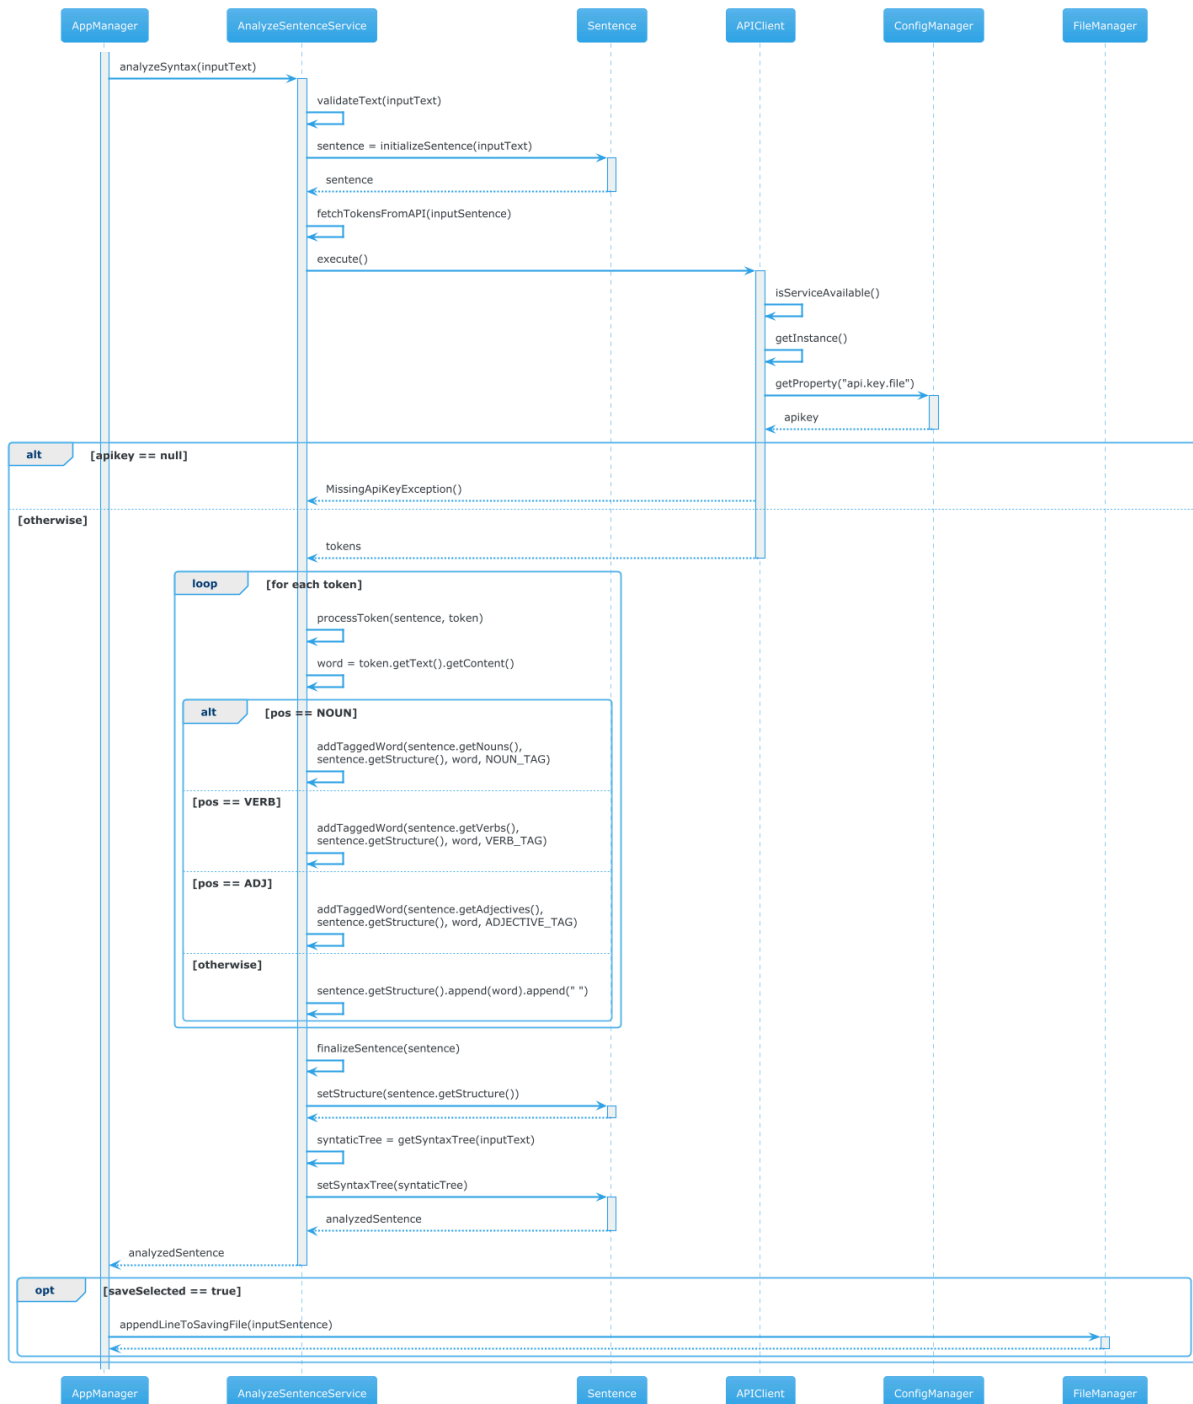 AppManager
AnalyzeSentenceService
Sentence
APIClient
ConfigManager
FileManager
analyzeSyntax(inputText)
validateText(inputText)
sentence = initializeSentence(inputText)
sentence
fetchTokensFromAPI(inputSentence)
execute()
isServiceAvailable()
getInstance()
getProperty("api.key.file")
apikey
alt
[apikey == null]
MissingApiKeyException()
[otherwise]
tokens
loop
[for each token]
processToken(sentence, token)
word = token.getText().getContent()
alt
[pos == NOUN]
addTaggedWord(sentence.getNouns(),
sentence.getStructure(), word, NOUN_TAG)
[pos == VERB]
addTaggedWord(sentence.getVerbs(),
sentence.getStructure(), word, VERB_TAG)
[pos == ADJ]
addTaggedWord(sentence.getAdjectives(),
sentence.getStructure(), word, ADJECTIVE_TAG)
[otherwise]
sentence.getStructure().append(word).append(" ")
finalizeSentence(sentence)
setStructure(sentence.getStructure())
syntaticTree = getSyntaxTree(inputText)
setSyntaxTree(syntaticTree)
analyzedSentence
analyzedSentence
opt
[saveSelected == true]
appendLineToSavingFile(inputSentence)
AppManager
AnalyzeSentenceService
Sentence
APIClient
ConfigManager
FileManager